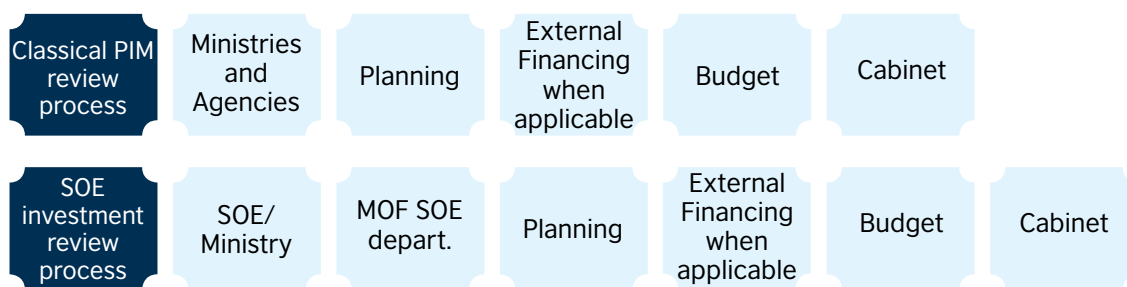 Classical PIM
review
process
Ministries
and
Agencies
Planning
External
Financing
when
applicable
Budget
Cabinet
SOE
investment
review
process
SOE/
Ministry
MOF SOE
depart.
Planning
External
Financing
when
applicable
Budget
Cabinet